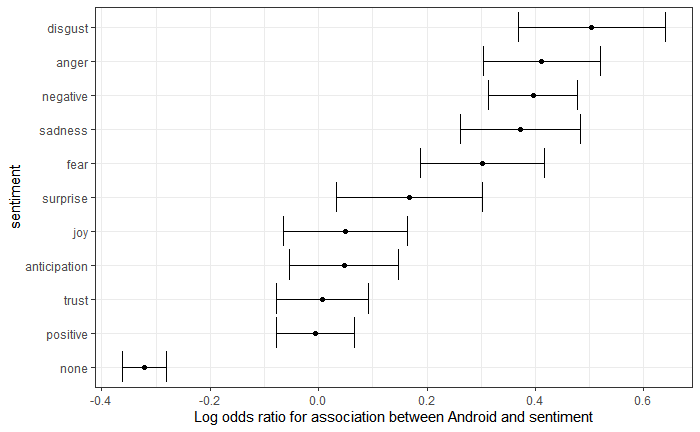 disgust
anger
negative
sadness
fear
surprise
joy
anticipation
trust
positive
none
sentiment
-0.4 -0.2 0.0 0.2 0.4 0.6
Log odds ratio for association between Android and sentiment